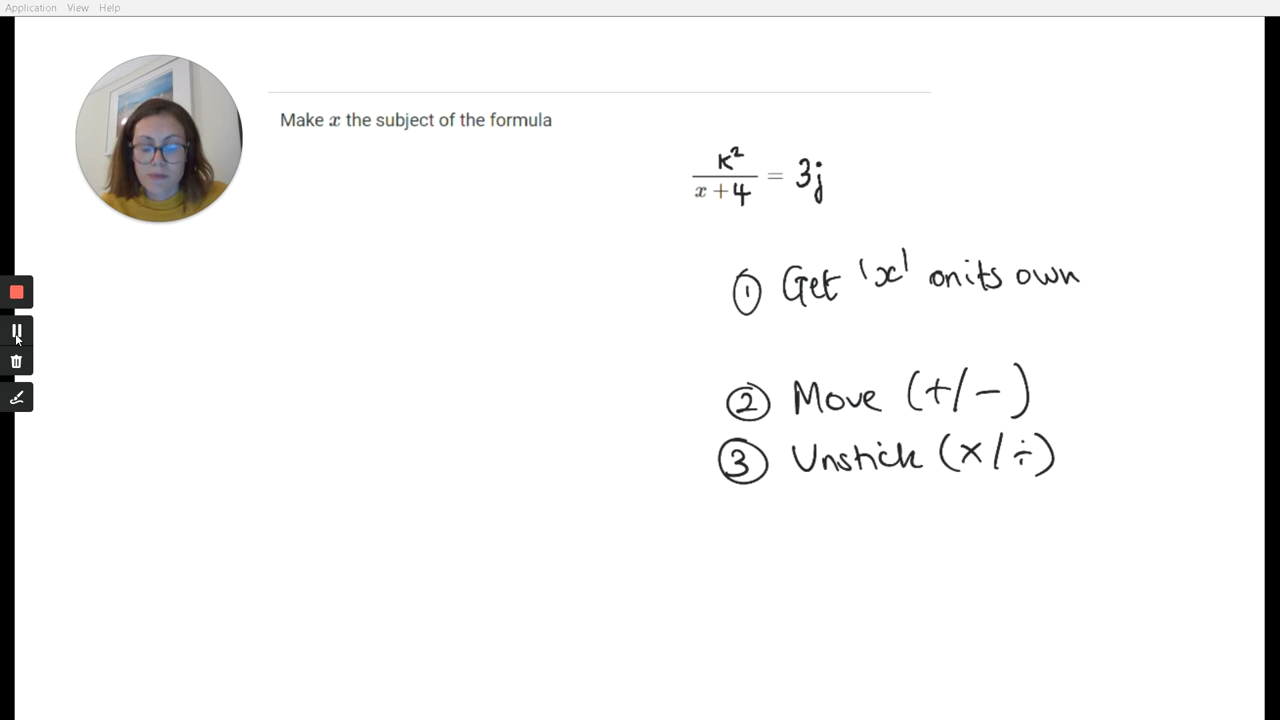 Application View Help
Make x the subject of the formula
k²
x + 4 = 3j
① Get 'x' on its own
② Move (+/-)
③ Unstick (×/÷)